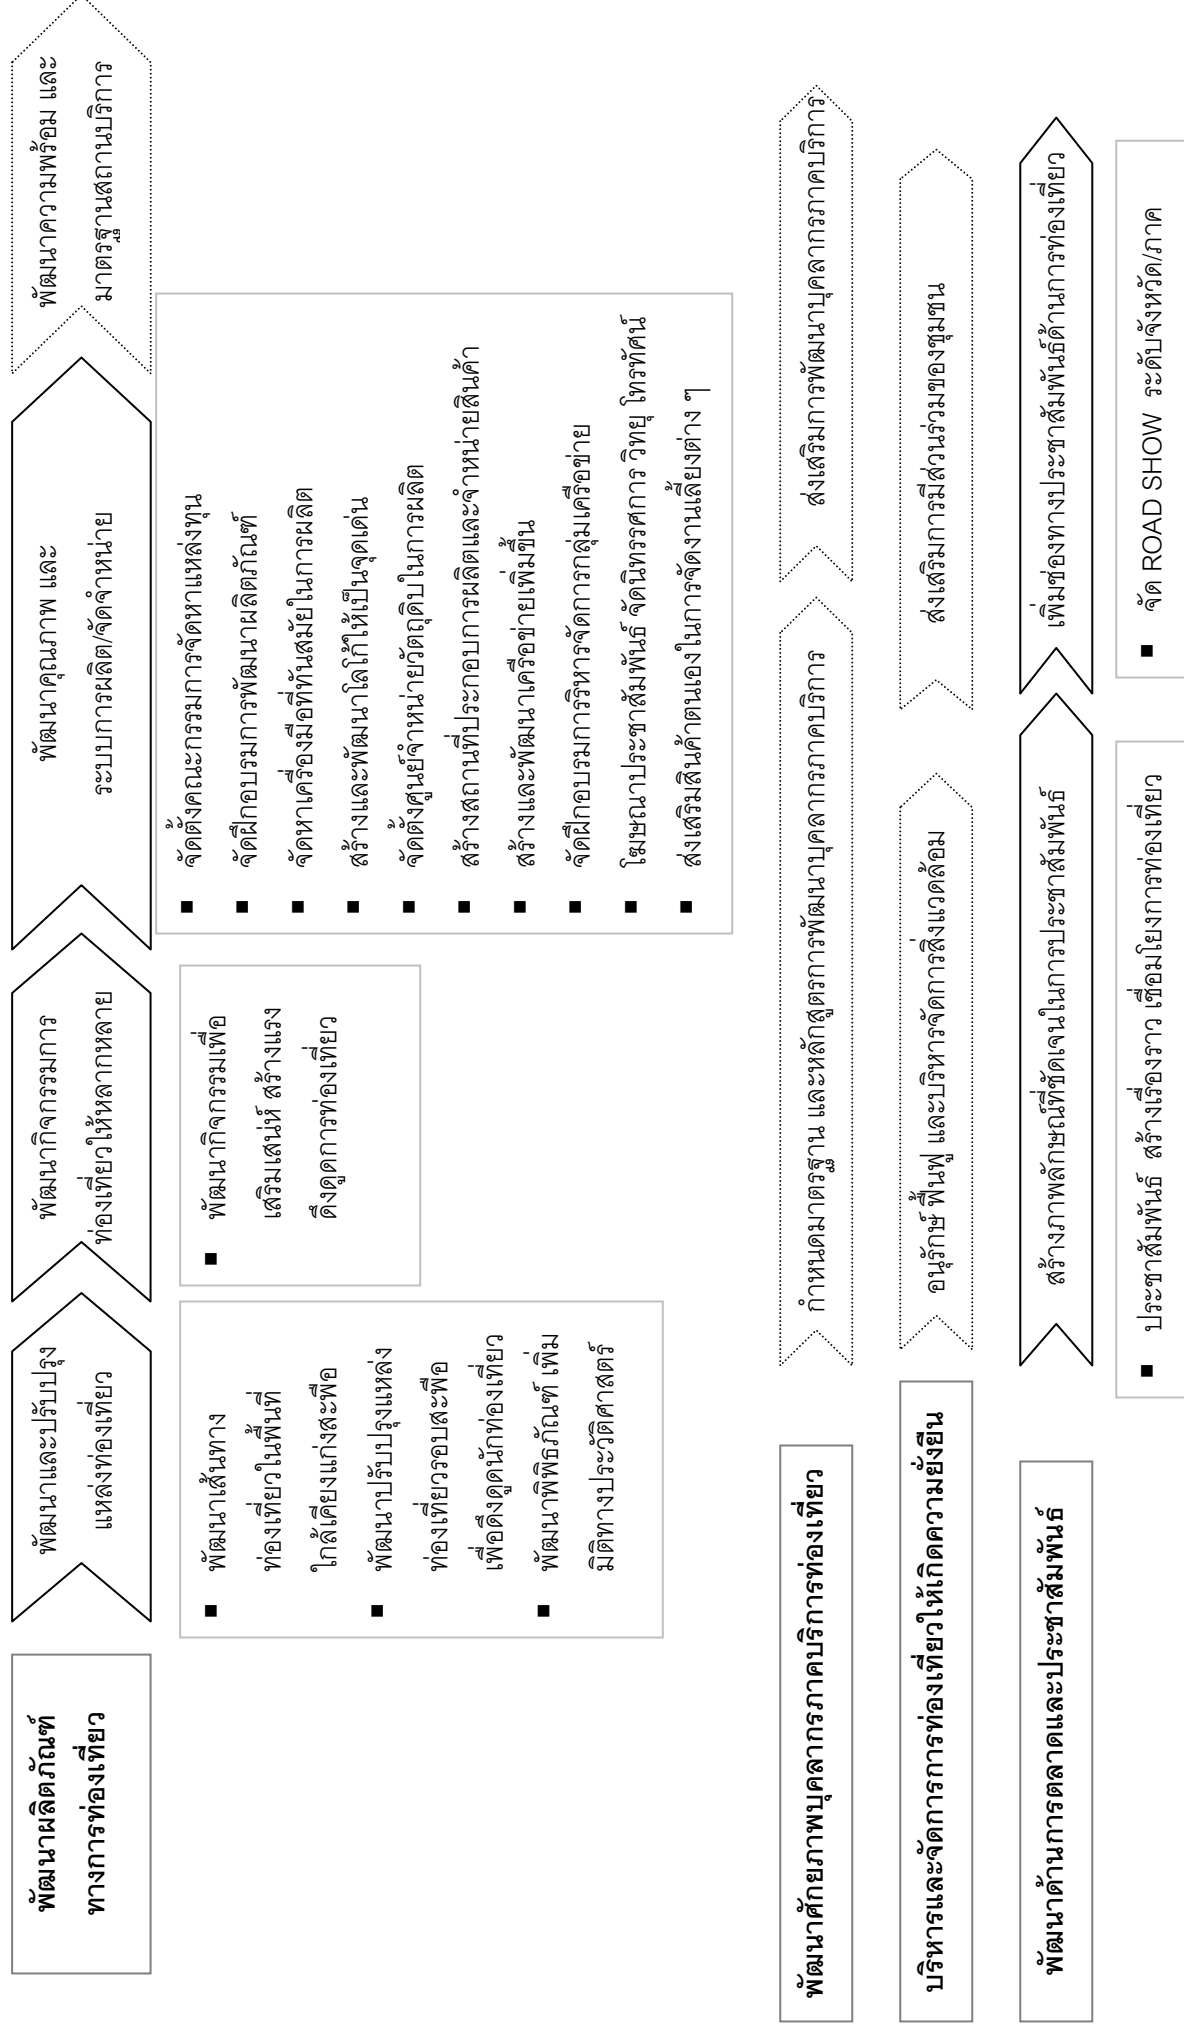 พัฒนาผลิตภัณฑ์
ทางการท่องเที่ยว
พัฒนาและปรับปรุง
แหล่งท่องเที่ยว
พัฒนากิจกรรมการ
ท่องเที่ยวให้หลากหลาย
พัฒนาคุณภาพ และ
ระบบการผลิต/จัดจำหน่าย
พัฒนาความพร้อม และ
มาตรฐานสถานบริการ
▪ พัฒนาเส้นทาง
ท่องเที่ยวในพื้นที่
ใกล้เคียงแก่งสะพือ
▪ พัฒนาปรับปรุงแหล่ง
ท่องเที่ยวรอบสะพือ
เพื่อดึงดูดนักท่องเที่ยว
▪ พัฒนาพิพิธภัณฑ์ เพิ่ม
มิติทางประวัติศาสตร์
▪ พัฒนากิจกรรมเพื่อ
เสริมเสน่ห์ สร้างแรง
ดึงดูดการท่องเที่ยว
▪ จัดตั้งคณะกรรมการจัดหาแหล่งทุน
▪ จัดฝึกอบรมการพัฒนาผลิตภัณฑ์
▪ จัดหาเครื่องมือที่ทันสมัยในการผลิต
▪ สร้างและพัฒนาโลโก้ให้เป็นจุดเด่น
▪ จัดตั้งศูนย์จำหน่ายวัตถุดิบในการผลิต
▪ สร้างสถานที่ประกอบการผลิตและจำหน่ายสินค้า
▪ สร้างและพัฒนาเครือข่ายเพิ่มขึ้น
▪ จัดฝึกอบรมการริหารจัดการกลุ่มเครือข่าย
▪ โฆษณาประชาสัมพันธ์ จัดนิทรรศการ วิทยุ โทรทัศน์
▪ ส่งเสริมสินค้าตนเองในการจัดงานเลี้ยงต่าง ๆ
พัฒนาศักยภาพบุคลากรภาคบริการท่องเที่ยว
กำหนดมาตรฐาน และหลักสูตรการพัฒนาบุคลากรภาคบริการ
ส่งเสริมการพัฒนาบุคลากรภาคบริการ
บริหารและจัดการการท่องเที่ยวให้เกิดความยั่งยืน
อนุรักษ์ ฟื้นฟู และบริหารจัดการสิ่งแวดล้อม
ส่งเสริมการมีส่วนร่วมของชุมชน
พัฒนาด้านการตลาดและประชาสัมพันธ์
สร้างภาพลักษณ์ที่ชัดเจนในการประชาสัมพันธ์
เพิ่มช่องทางประชาสัมพันธ์ด้านการท่องเที่ยว
▪ ประชาสัมพันธ์ สร้างเรื่องราว เชื่อมโยงการท่องเที่ยว
▪ จัด ROAD SHOW ระดับจังหวัด/ภาค